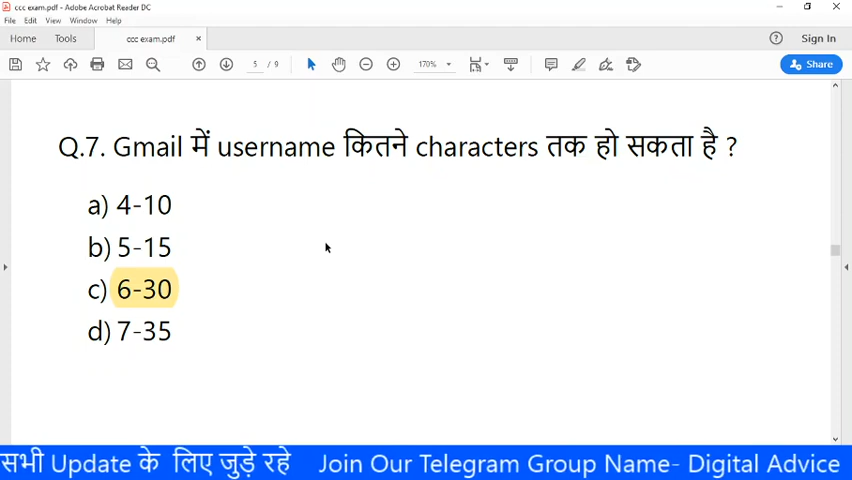 ccc exam.pdf - Adobe Acrobat Reader DC
File Edit View Window Help
Home Tools ccc exam.pdf × Sign In
5 / 9 170% Share
Q.7. Gmail में username कितने characters तक हो सकता है ?
a) 4-10
b) 5-15
c) 6-30
d) 7-35
सभी Update के लिए जुड़े रहे Join Our Telegram Group Name- Digital Advice